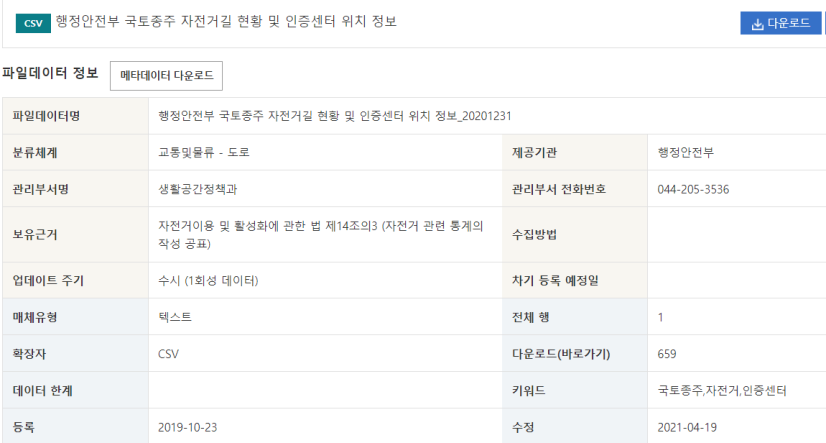 CSV 행정안전부 국토종주 자전거길 현황 및 인증센터 위치 정보 다운로드
파일데이터 정보 메타데이터 다운로드
파일데이터명 행정안전부 국토종주 자전거길 현황 및 인증센터 위치 정보_20201231
분류체계 교통및물류 - 도로 제공기관 행정안전부
관리부서명 생활공간정책과 관리부서 전화번호 044-205-3536
보유근거 자전거이용 및 활성화에 관한 법 제14조의3 (자전거 관련 통계의
작성 공표) 수집방법
업데이트 주기 수시 (1회성 데이터) 차기 등록 예정일
매체유형 텍스트 전체 행 1
확장자 CSV 다운로드(바로가기) 659
데이터 한계 키워드 국토종주,자전거,인증센터
등록 2019-10-23 수정 2021-04-19